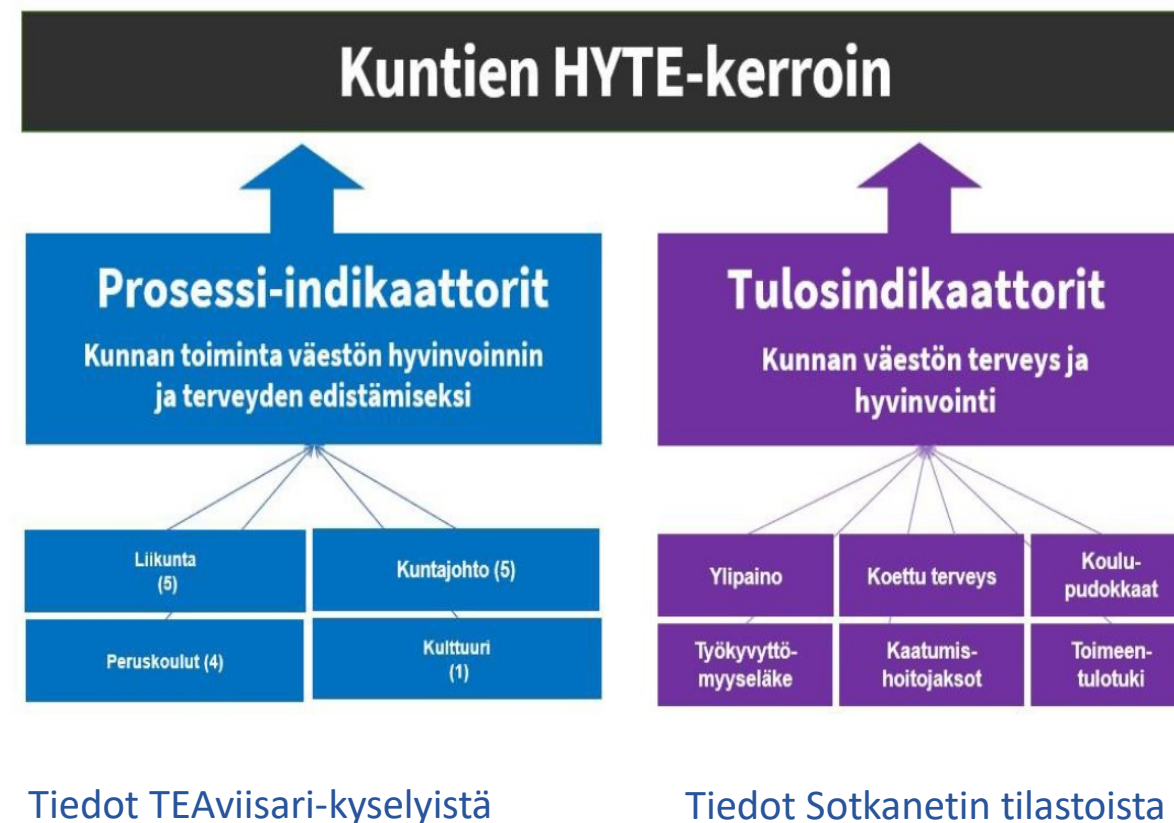 Kuntien HYTE-kerroin
Prosessi-indikaattorit
Kunnan toiminta väestön hyvinvoinnin
ja terveyden edistämiseksi
Liikunta
(5)
Kuntajohto (5)
Peruskoulut (4)
Kulttuuri
(1)
Tiedot TEAviisari-kyselyistä
Tulosindikaattorit
Kunnan väestön terveys ja
hyvinvointi
Ylipaino
Koettu terveys
Koulu-
pudokkaat
Työkyvyttö-
myyseläke
Kaatumis-
hoitojaksot
Toimeen-
tulotuki
Tiedot Sotkanetin tilastoista